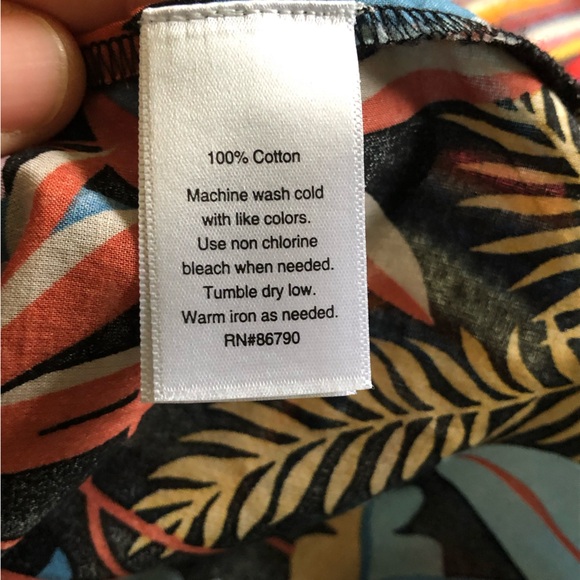 100% Cotton
Machine wash cold
with like colors.
Use non chlorine
bleach when needed.
Tumble dry low.
Warm iron as needed.
RN#86790